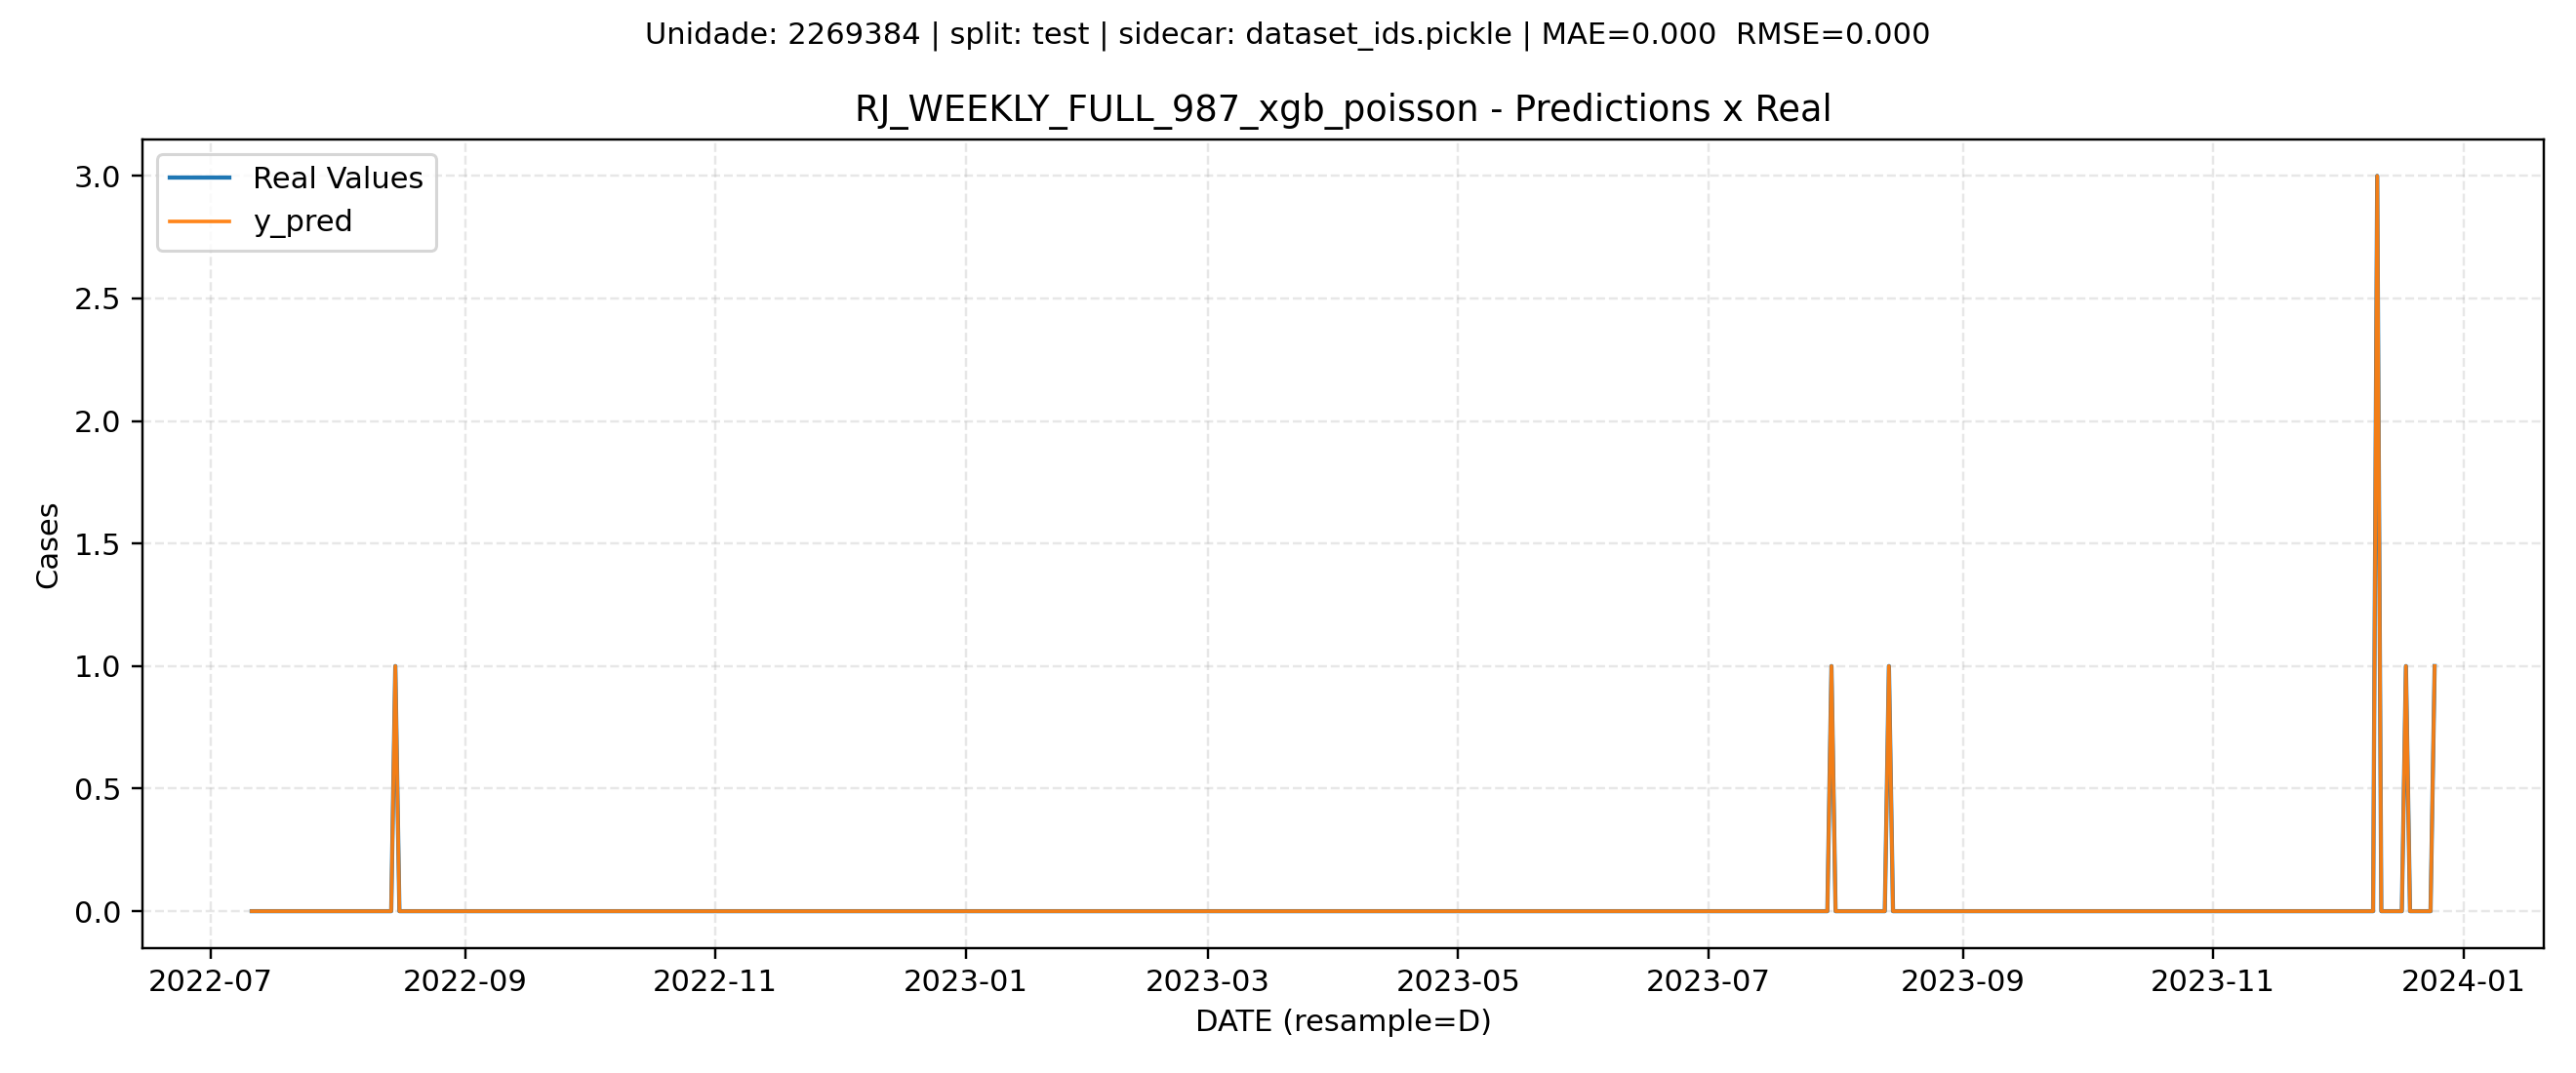 Unidade: 2269384 | split: test | sidecar: dataset_ids.pickle | MAE=0.000  RMSE=0.000
RJ_WEEKLY_FULL_987_xgb_poisson - Predictions x Real
Real Values
y_pred
3.0
2.5
2.0
1.5
1.0
0.5
0.0
Cases
2022-07 2022-09 2022-11 2023-01 2023-03 2023-05 2023-07 2023-09 2023-11 2024-01
DATE (resample=D)